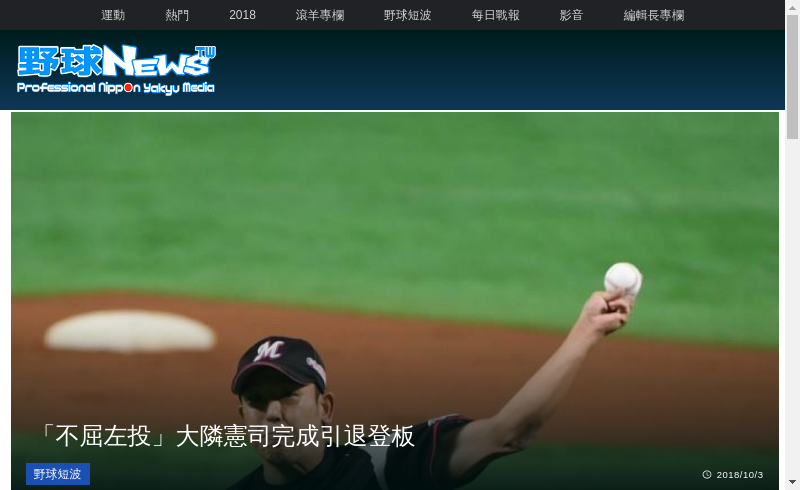 運動 熱門 2018 滾羊專欄 野球短波 每日戰報 影音 編輯長專欄
野球NEWS TW
Professional Nippon Yakyu Media
M
「不屈左投」大隣憲司完成引退登板
野球短波 2018/10/3